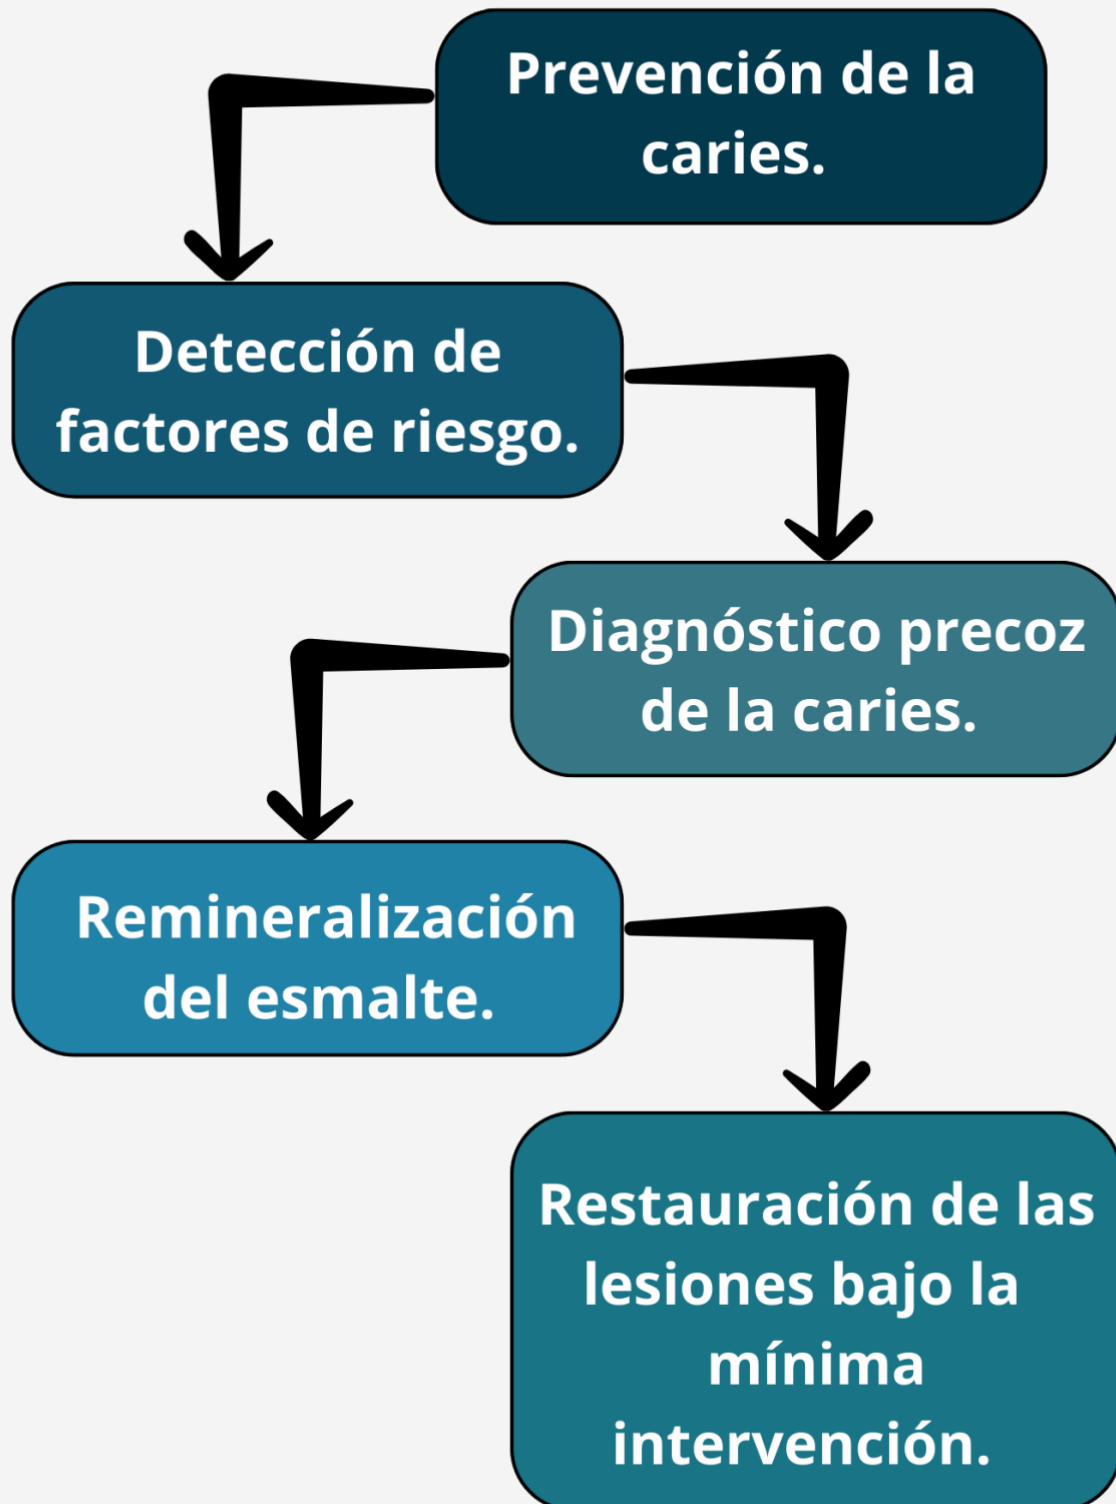 Prevención de la
caries.
Detección de
factores de riesgo.
Diagnóstico precoz
de la caries.
Remineralización
del esmalte.
Restauración de las
lesiones bajo la
mínima
intervención.